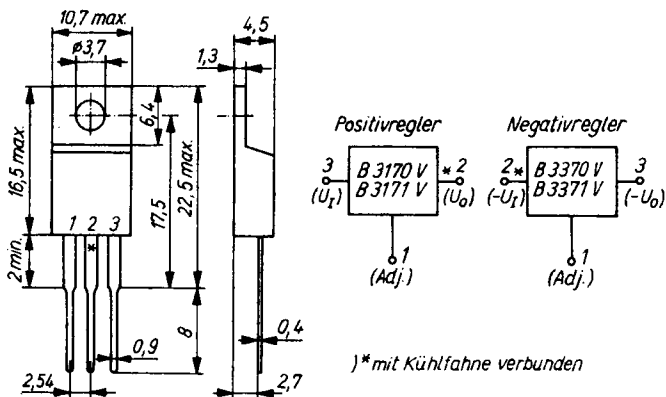 10,7 max.
⌀3,7
4,5
1,3
6,4
16,5 max.
17,5
22,5 max.
1 2 3
*
2 min.
8
0,9
0,4
2,54
2,7
Positivregler
3
(U_I)
B 3170 V
B 3171 V
* 2
(U_O)
1
(Adj.)
Negativregler
2 *
(-U_I)
B 3370 V
B 3371 V
3
(-U_O)
1
(Adj.)
)* mit Kühlfahne verbunden